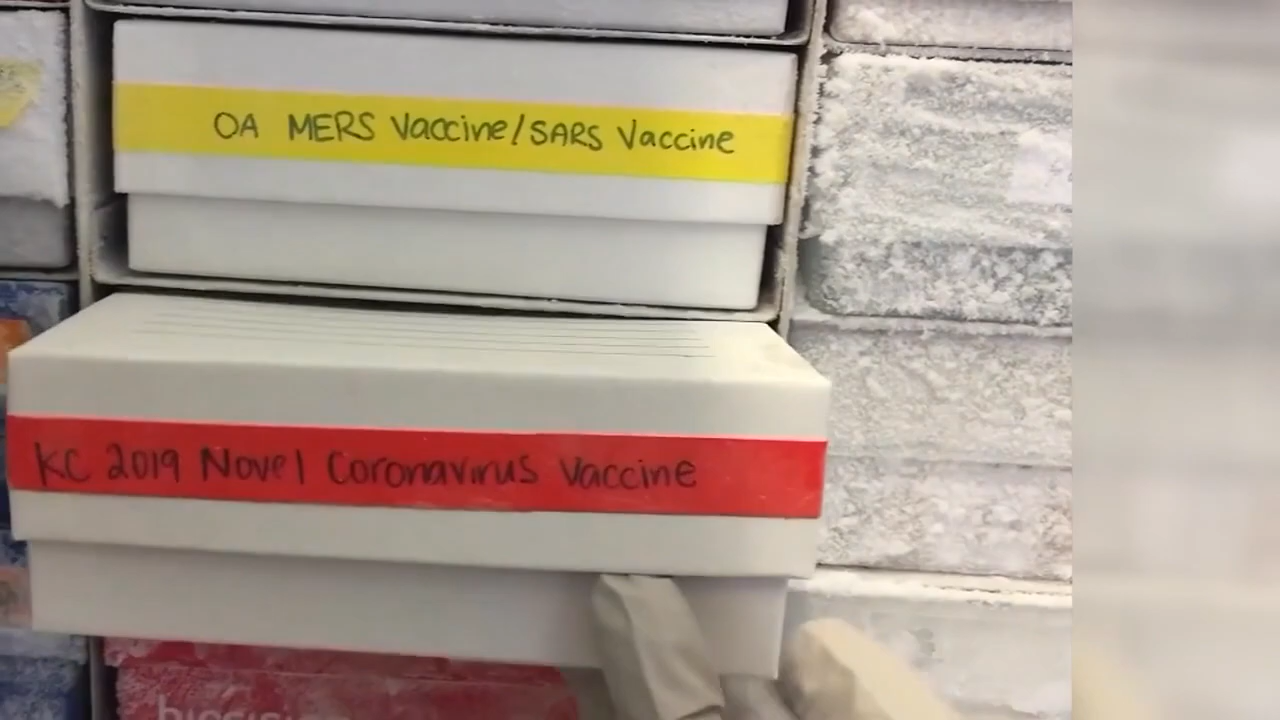 OA MERS Vaccine/SARS Vaccine
KC 2019 Novel Coronavirus Vaccine